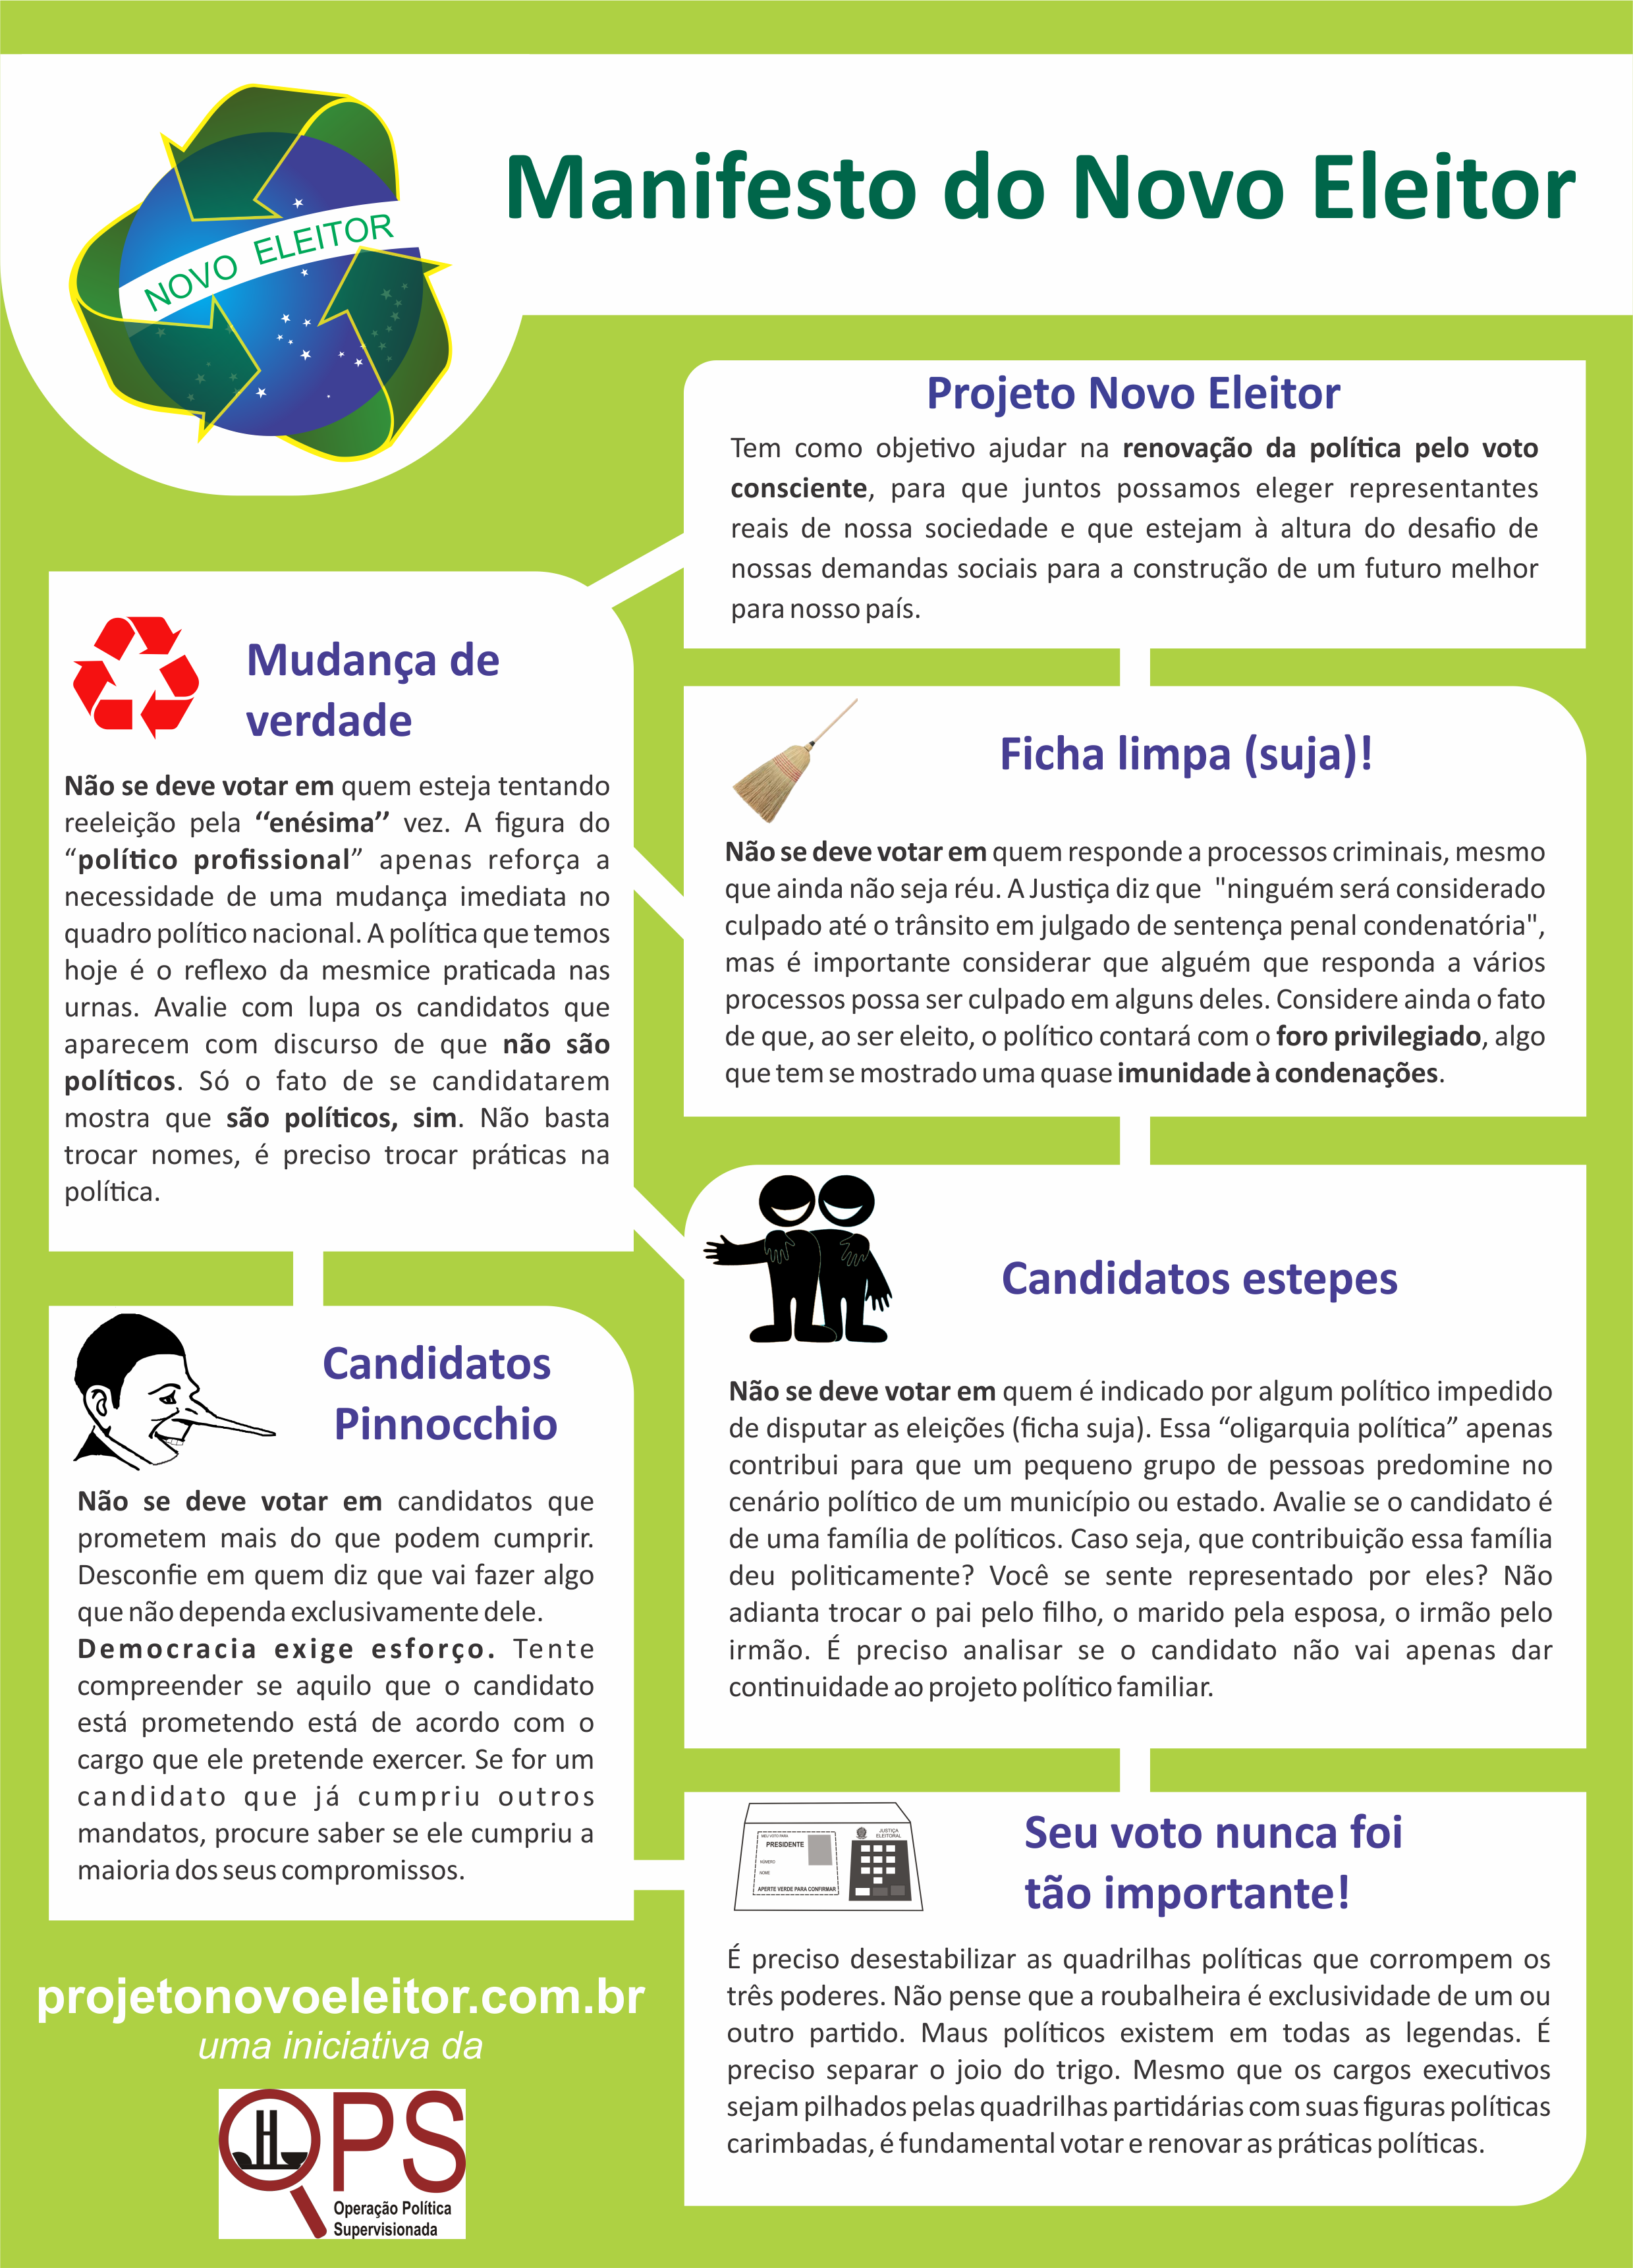 NOVO ELEITOR
Manifesto do Novo Eleitor
Projeto Novo Eleitor
Tem como objetivo ajudar na renovação da política pelo voto
consciente, para que juntos possamos eleger representantes
reais de nossa sociedade e que estejam à altura do desafio de
nossas demandas sociais para a construção de um futuro melhor
para nosso país.
Mudança de
verdade
Não se deve votar em quem esteja tentando
reeleição pela ‘‘enésima’’ vez. A figura do
“político profissional” apenas reforça a
necessidade de uma mudança imediata no
quadro político nacional. A política que temos
hoje é o reflexo da mesmice praticada nas
urnas. Avalie com lupa os candidatos que
aparecem com discurso de que não são
políticos. Só o fato de se candidatarem
mostra que são políticos, sim. Não basta
trocar nomes, é preciso trocar práticas na
política.
Ficha limpa (suja)!
Não se deve votar em quem responde a processos criminais, mesmo
que ainda não seja réu. A Justiça diz que "ninguém será considerado
culpado até o trânsito em julgado de sentença penal condenatória",
mas é importante considerar que alguém que responda a vários
processos possa ser culpado em alguns deles. Considere ainda o fato
de que, ao ser eleito, o político contará com o foro privilegiado, algo
que tem se mostrado uma quase imunidade à condenações.
Candidatos estepes
Não se deve votar em quem é indicado por algum político impedido
de disputar as eleições (ficha suja). Essa “oligarquia política” apenas
contribui para que um pequeno grupo de pessoas predomine no
cenário político de um município ou estado. Avalie se o candidato é
de uma família de políticos. Caso seja, que contribuição essa família
deu politicamente? Você se sente representado por eles? Não
adianta trocar o pai pelo filho, o marido pela esposa, o irmão pelo
irmão. É preciso analisar se o candidato não vai apenas dar
continuidade ao projeto político familiar.
Candidatos
Pinnocchio
Não se deve votar em candidatos que
prometem mais do que podem cumprir.
Desconfie em quem diz que vai fazer algo
que não dependa exclusivamente dele.
Democracia exige esforço. Tente
compreender se aquilo que o candidato
está prometendo está de acordo com o
cargo que ele pretende exercer. Se for um
candidato que já cumpriu outros
mandatos, procure saber se ele cumpriu a
maioria dos seus compromissos.
Seu voto nunca foi
tão importante!
MEU VOTO PARA
PRESIDENTE
NÚMERO
NOME
APERTE VERDE PARA CONFIRMAR
JUSTIÇA
ELEITORAL
É preciso desestabilizar as quadrilhas políticas que corrompem os
três poderes. Não pense que a roubalheira é exclusividade de um ou
outro partido. Maus políticos existem em todas as legendas. É
preciso separar o joio do trigo. Mesmo que os cargos executivos
sejam pilhados pelas quadrilhas partidárias com suas figuras políticas
carimbadas, é fundamental votar e renovar as práticas políticas.
projetonovoeleitor.com.br
uma iniciativa da
OPS
Operação Política
Supervisionada